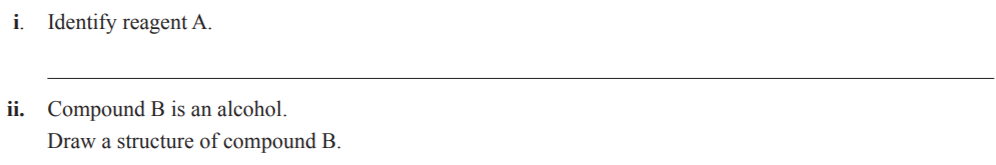 i. Identify reagent A.
ii. Compound B is an alcohol.
Draw a structure of compound B.